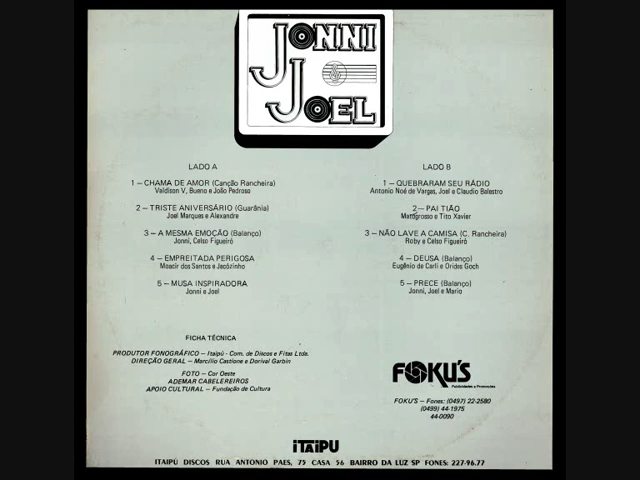 JONNI
JOEL
LADO A
1 — CHAMA DE AMOR (Canção Rancheira)
Valdison V, Bueno e João Pedroso
2 — TRISTE ANIVERSÁRIO (Guarânia)
Joel Marques e Alexandre
3 — A MESMA EMOÇÃO (Balanço)
Jonni, Celso Figueiró
4 — EMPREITADA PERIGOSA
Moacir dos Santos e Jacózinho
5 — MUSA INSPIRADORA
Jonni e Joel
LADO B
1 — QUEBRARAM SEU RÁDIO
Antonio Noé de Vargas, Joel e Claudio Balestro
2 — PAI TIÃO
Matogrosso e Tito Xavier
3 — NÃO LAVE A CAMISA (C. Rancheira)
Roby e Celso Figueiró
4 — DEUSA (Balanço)
Eugênio de Carli e Oridss Goch
5 — PRECE (Balanço)
Jonni, Joel e Mario
FICHA TÉCNICA
PRODUTOR FONOGRÁFICO — Itaipú - Com. de Discos e Fitas Ltda.
DIREÇÃO GERAL — Marcílio Castione e Dorival Garbin
FOTO — Cor Oeste
ADEMAR CABELEREIROS
APOIO CULTURAL — Fundação de Cultura
FOKU'S
Publicidades e Promoções
FOKU'S — Fones: (0497) 22-2580
(0499) 44-1975
44-0090
iTAiPU
ITAIPÚ DISCOS RUA ANTONIO PAES, 75 CASA 56 BAIRRO DA LUZ SP FONES: 227-96.77